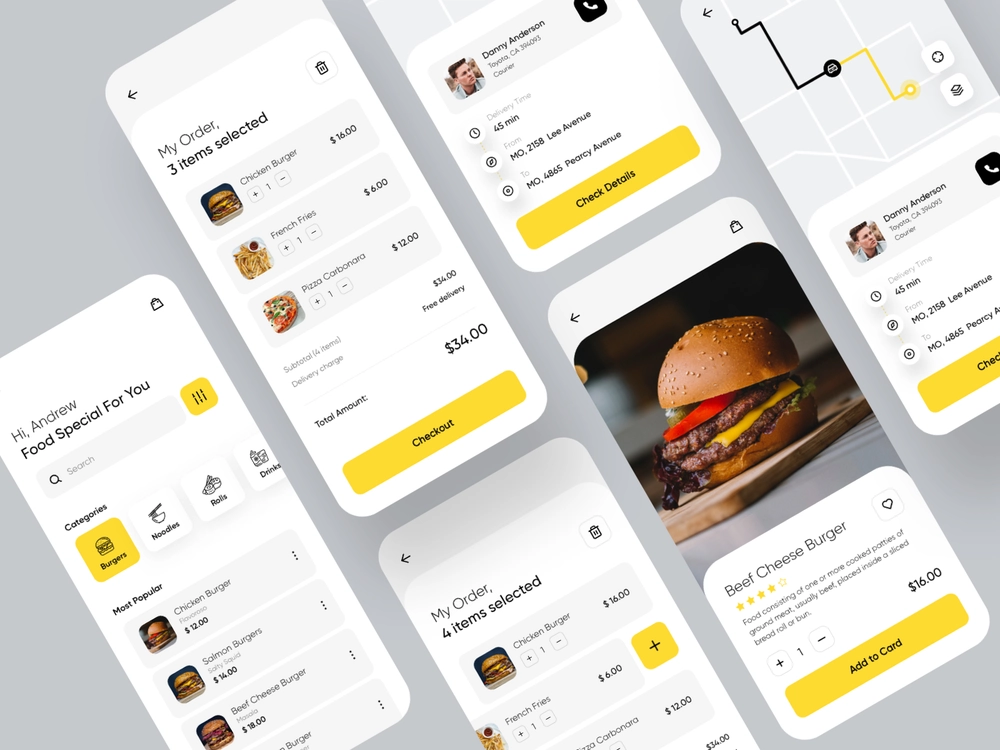 Hi, Andrew
Food Special For You
Search
Categories
Burgers
Noodles
Rolls
Drinks
Most Popular
Chicken Burger
Flavoroso
$ 12.00
Salmon Burgers
Salty Squid
$ 14.00
Beef Cheese Burger
Masala
$ 18.00
My Order,
3 items selected
Chicken Burger
+ 1 −
$ 16.00
French Fries
+ 1 −
$ 6.00
Pizza Carbonara
+ 1 −
$ 12.00
Subtotal (4 items)
$34.00
Delivery charge
Free delivery
Total Amount:
$34.00
Checkout
Danny Anderson
Toyota, CA 394093
Courier
Delivery Time
45 min
From
MO, 2158 Lee Avenue
To
MO, 4865 Pearcy Avenue
Check Details
My Order,
4 items selected
Chicken Burger
+ 1 −
$ 16.00
French Fries
+ 1 −
$ 6.00
Pizza Carbonara
$ 12.00
$34.00
Beef Cheese Burger
Food consisting of one or more cooked patties of
ground meat, usually beef, placed inside a sliced
bread roll or bun.
+ 1 −
$16.00
Add to Card
Danny Anderson
Toyota, CA 394093
Courier
Delivery Time
45 min
From
MO, 2158 Lee Avenue
To
MO, 4865 Pearcy